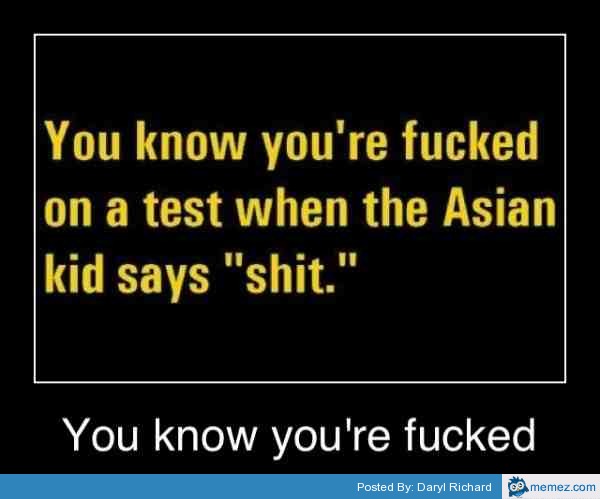 You know you're fucked
on a test when the Asian
kid says "shit."
You know you're fucked
Posted By: Daryl Richard
memez.com